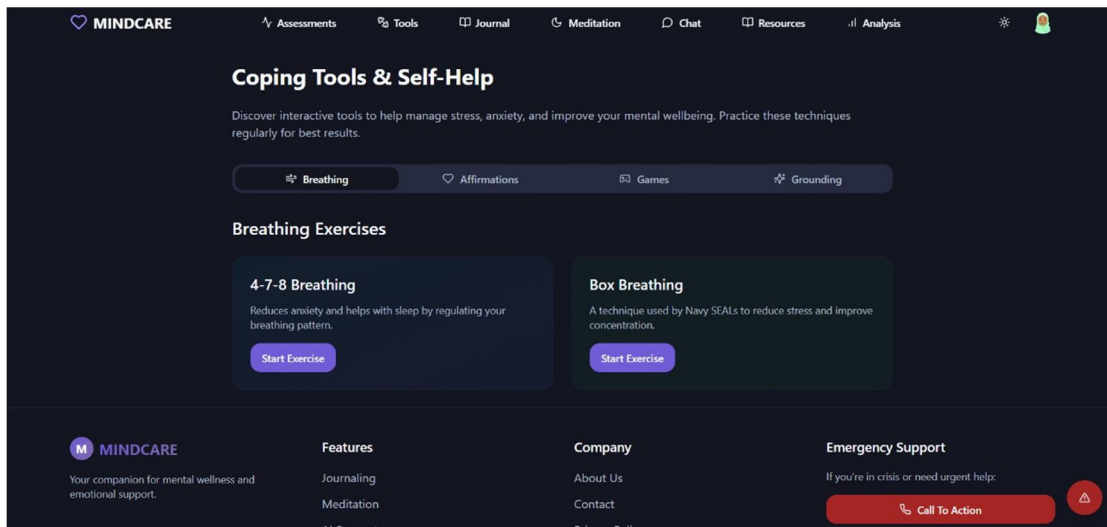 MINDCARE
Assessments Tools Journal Meditation Chat Resources Analysis
Coping Tools & Self-Help
Discover interactive tools to help manage stress, anxiety, and improve your mental wellbeing. Practice these techniques
regularly for best results.
Breathing Affirmations Games Grounding
Breathing Exercises
4-7-8 Breathing
Reduces anxiety and helps with sleep by regulating your
breathing pattern.
Start Exercise
Box Breathing
A technique used by Navy SEALs to reduce stress and improve
concentration.
Start Exercise
M MINDCARE
Your companion for mental wellness and
emotional support.
Features
Journaling
Meditation
Company
About Us
Contact
Emergency Support
If you're in crisis or need urgent help:
Call To Action